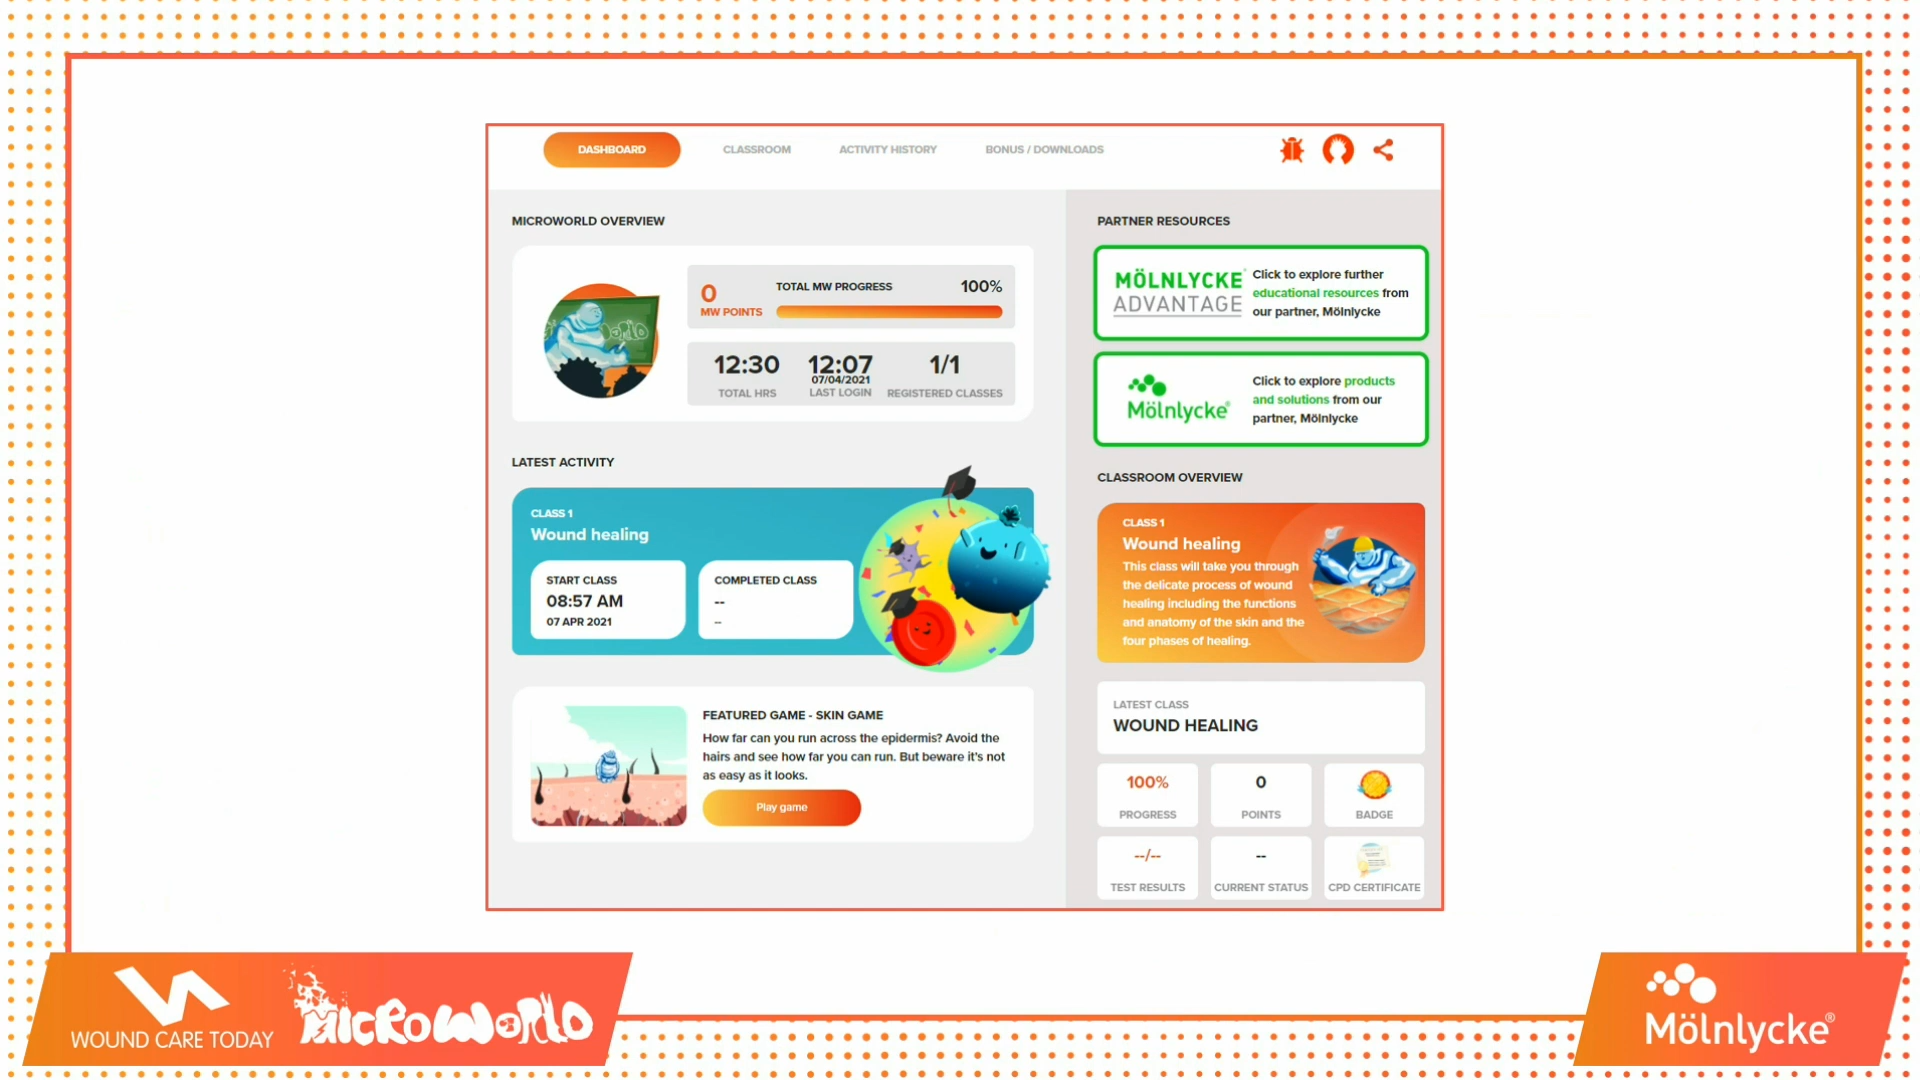 DASHBOARD
CLASSROOM
ACTIVITY HISTORY
BONUS / DOWNLOADS
MICROWORLD OVERVIEW
0
MW POINTS
TOTAL MW PROGRESS
100%
12:30
TOTAL HRS
12:07
07/04/2021
LAST LOGIN
1/1
REGISTERED CLASSES
LATEST ACTIVITY
CLASS 1
Wound healing
START CLASS
08:57 AM
07 APR 2021
COMPLETED CLASS
--
--
FEATURED GAME - SKIN GAME
How far can you run across the epidermis? Avoid the
hairs and see how far you can run. But beware it's not
as easy as it looks.
Play game
PARTNER RESOURCES
MÖLNLYCKE
ADVANTAGE
Click to explore further
educational resources from
our partner, Mölnlycke
Mölnlycke®
Click to explore products
and solutions from our
partner, Mölnlycke
CLASSROOM OVERVIEW
CLASS 1
Wound healing
This class will take you through
the delicate process of wound
healing including the functions
and anatomy of the skin and the
four phases of healing.
LATEST CLASS
WOUND HEALING
100%
PROGRESS
0
POINTS
BADGE
--/--
TEST RESULTS
--
CURRENT STATUS
CPD CERTIFICATE
WOUND CARE TODAY
MICROWORLD
Mölnlycke®